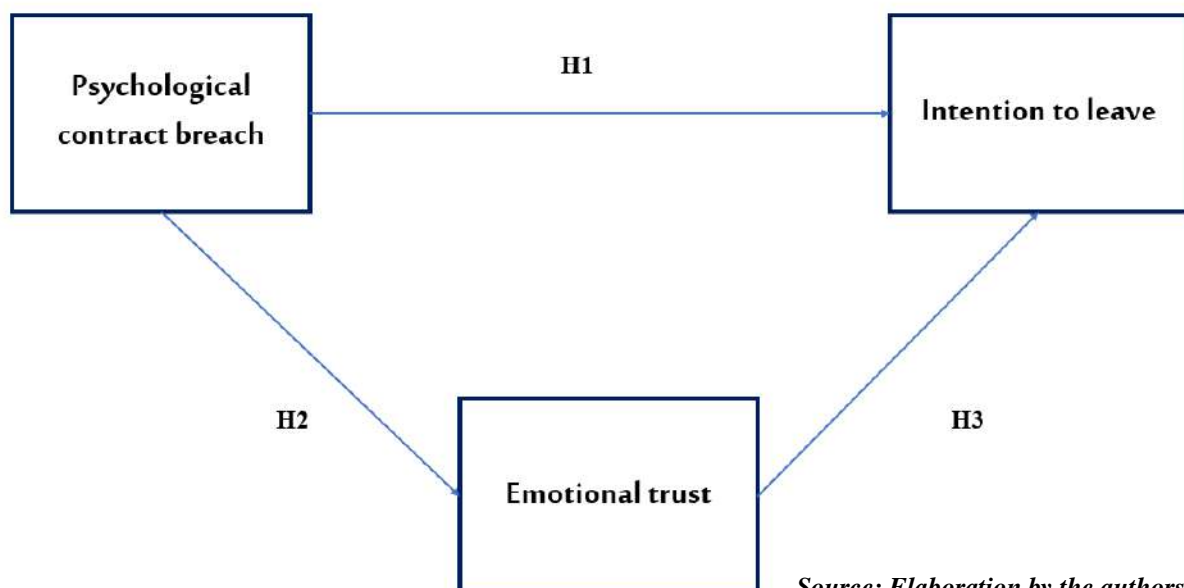 H1
Psychological
contract breach
Intention to leave
H2
H3
Emotional trust
Source: Elaboration by the authors